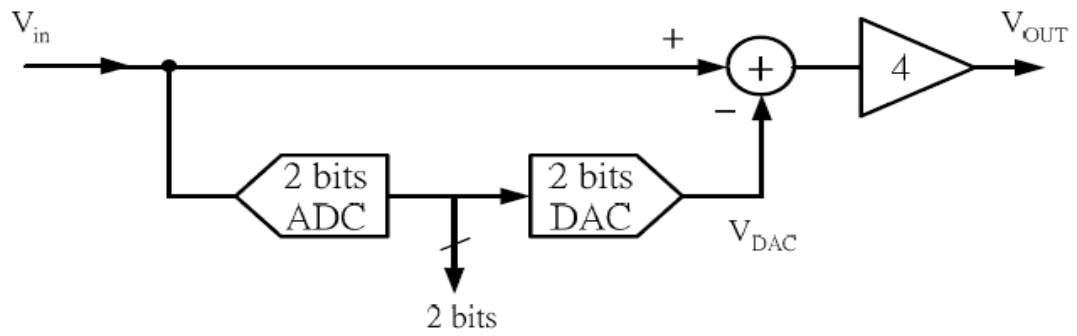 V_in
V_OUT
+
+
4
-
2 bits
ADC
2 bits
DAC
V_DAC
2 bits